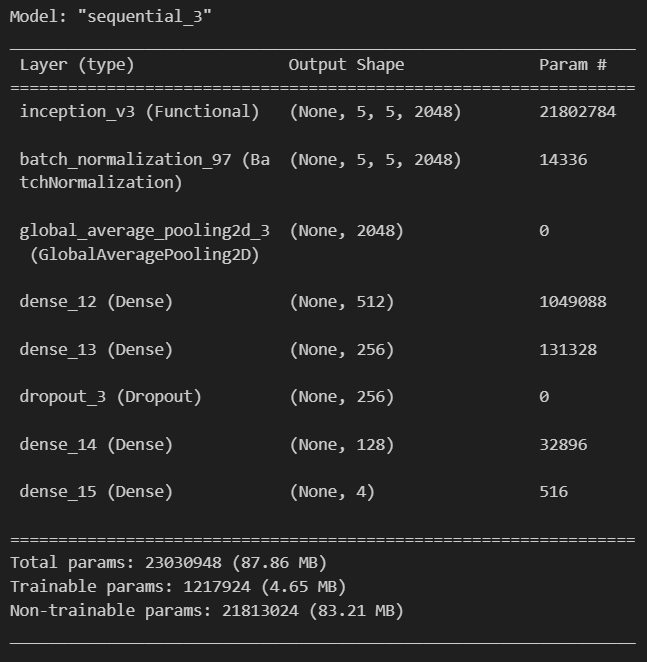 Model: "sequential_3"
Layer (type) Output Shape Param #
inception_v3 (Functional) (None, 5, 5, 2048) 21802784
batch_normalization_97 (Ba (None, 5, 5, 2048) 14336
tchNormalization)
global_average_pooling2d_3 (None, 2048) 0
(GlobalAveragePooling2D)
dense_12 (Dense) (None, 512) 1049088
dense_13 (Dense) (None, 256) 131328
dropout_3 (Dropout) (None, 256) 0
dense_14 (Dense) (None, 128) 32896
dense_15 (Dense) (None, 4) 516
Total params: 23030948 (87.86 MB)
Trainable params: 1217924 (4.65 MB)
Non-trainable params: 21813024 (83.21 MB)